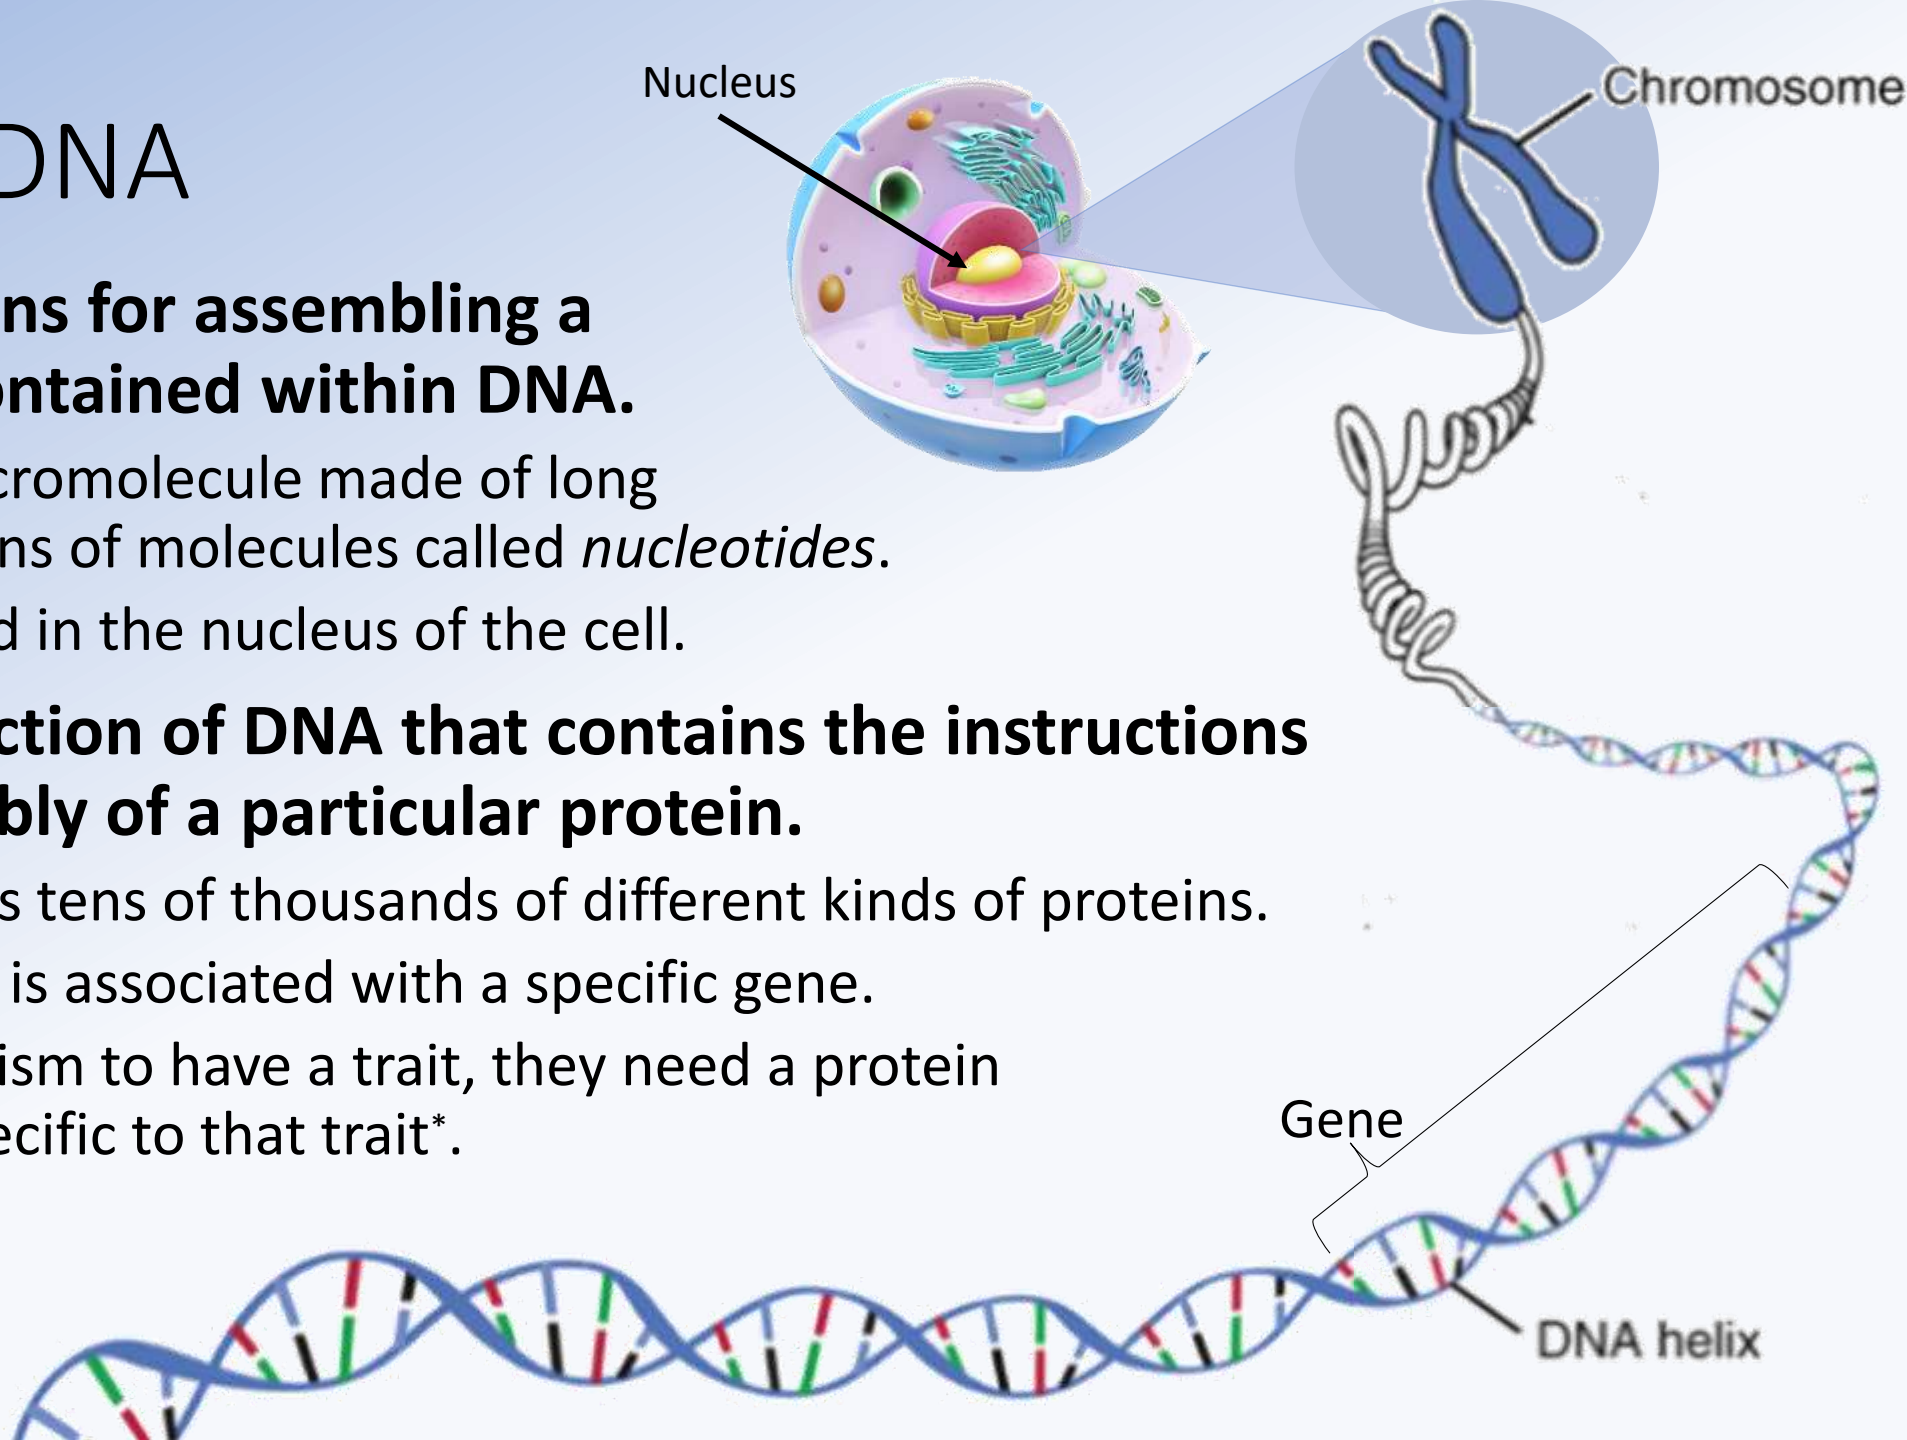 Nucleus
Chromosome
DNA
ns for assembling a
ontained within DNA.
cromolecule made of long
ns of molecules called nucleotides.
d in the nucleus of the cell.
ction of DNA that contains the instructions
bly of a particular protein.
s tens of thousands of different kinds of proteins.
is associated with a specific gene.
ism to have a trait, they need a protein
ecific to that trait*.
Gene
DNA helix